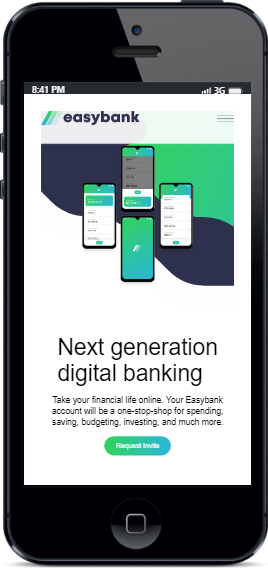 8:41 PM 3G
easybank
Next generation
digital banking
Take your financial life online. Your Easybank
account will be a one-stop-shop for spending,
saving, budgeting, investing, and much more.
Request Invite